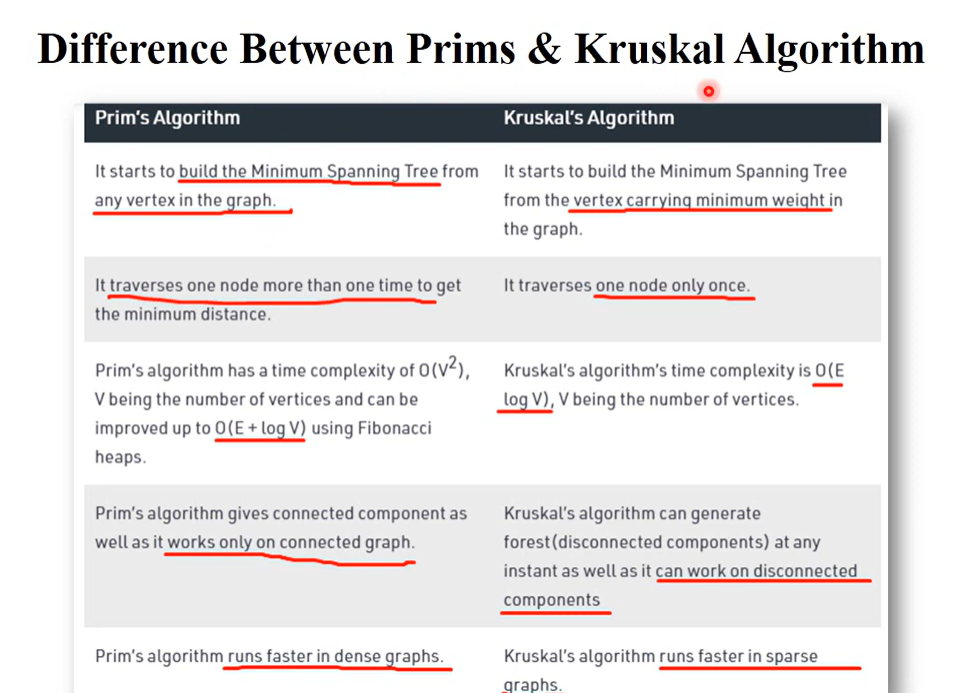 Difference Between Prims & Kruskal Algorithm
Prim's Algorithm
Kruskal's Algorithm
It starts to build the Minimum Spanning Tree from
any vertex in the graph.
It starts to build the Minimum Spanning Tree
from the vertex carrying minimum weight in
the graph.
It traverses one node more than one time to get
the minimum distance.
It traverses one node only once.
Prim's algorithm has a time complexity of O(V²),
V being the number of vertices and can be
improved up to O(E + log V) using Fibonacci
heaps.
Kruskal's algorithm's time complexity is O(E
log V), V being the number of vertices.
Prim's algorithm gives connected component as
well as it works only on connected graph.
Kruskal's algorithm can generate
forest(disconnected components) at any
instant as well as it can work on disconnected
components
Prim's algorithm runs faster in dense graphs.
Kruskal's algorithm runs faster in sparse
graphs.